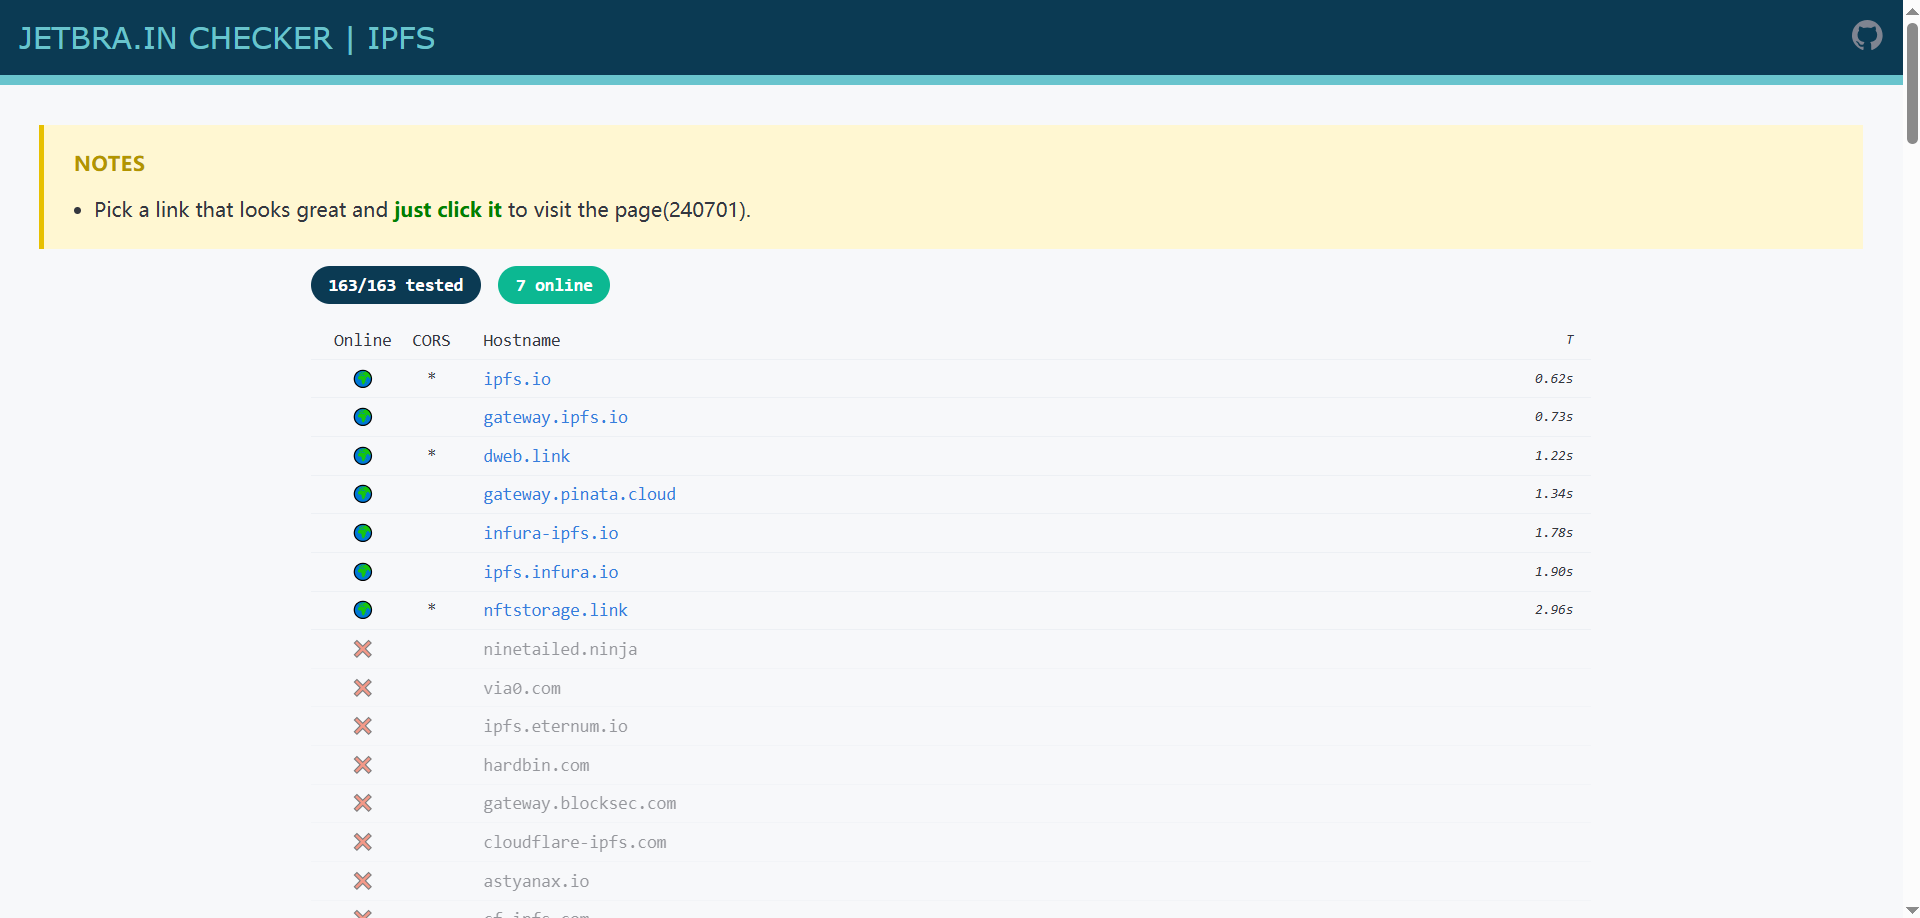 JETBRA.IN CHECKER | IPFS
NOTES
• Pick a link that looks great and just click it to visit the page(240701).
163/163 tested 7 online
Online CORS Hostname T
* ipfs.io 0.62s
gateway.ipfs.io 0.73s
* dweb.link 1.22s
gateway.pinata.cloud 1.34s
infura-ipfs.io 1.78s
ipfs.infura.io 1.90s
* nftstorage.link 2.96s
ninetailed.ninja
via0.com
ipfs.eternum.io
hardbin.com
gateway.blocksec.com
cloudflare-ipfs.com
astyanax.io